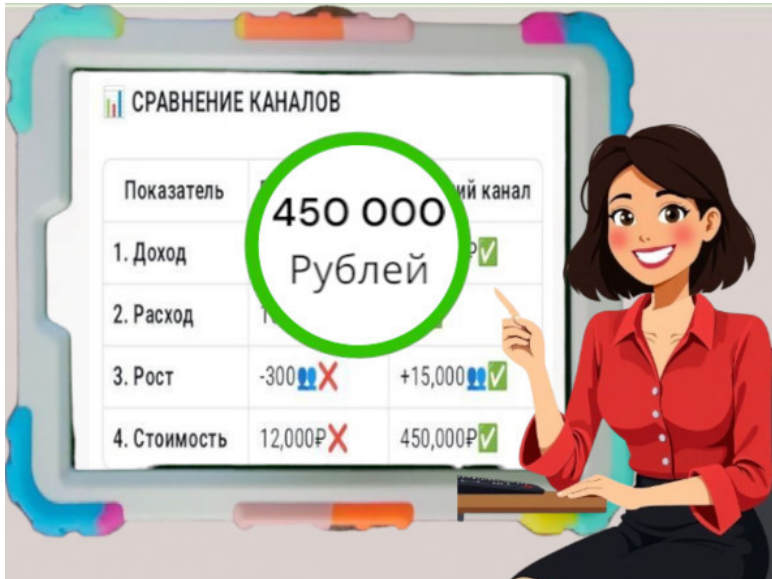 СРАВНЕНИЕ КАНАЛОВ
Показатель канал
450 000
Рублей
1. Доход
2. Расход
3. Рост -300 +15,000
4. Стоимость 12,000₽ 450,000₽